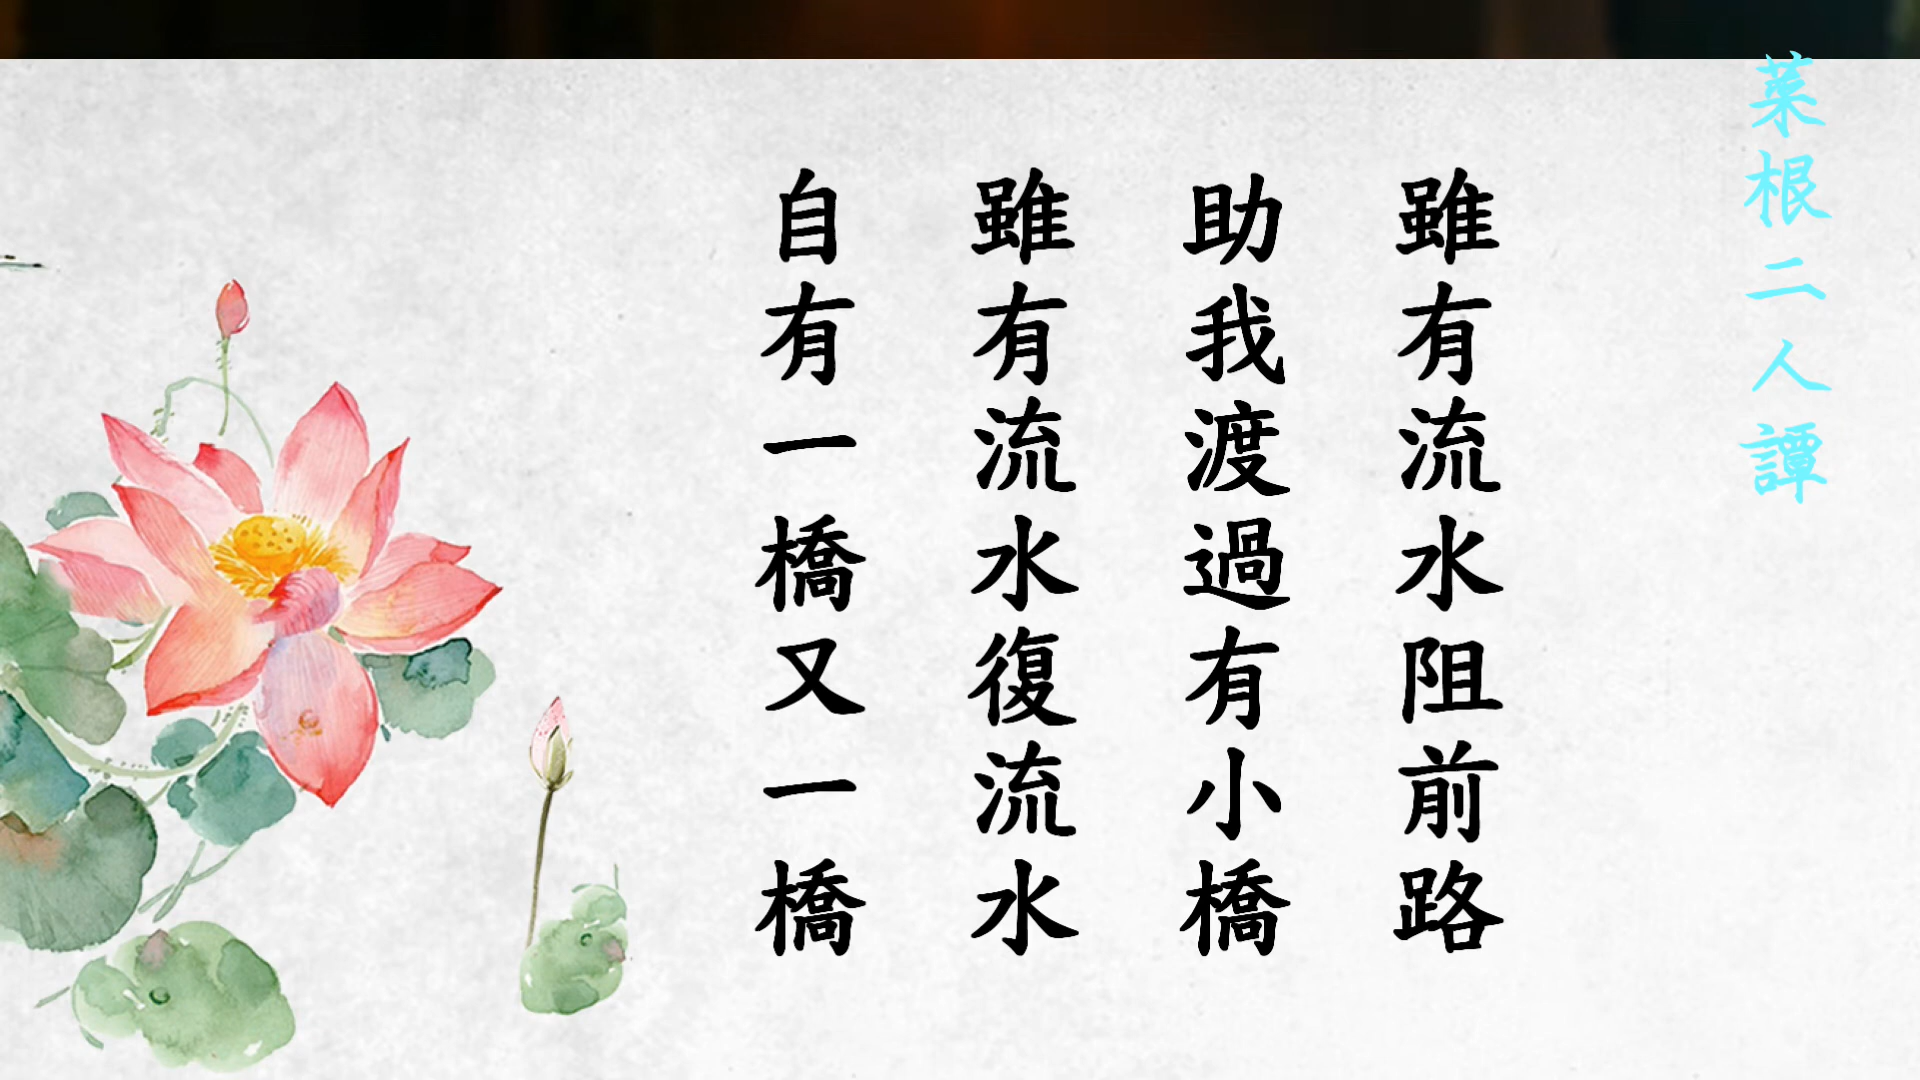 菜根二人譚
雖有流水阻前路
助我渡過有小橋
雖有流水復流水
自有一橋又一橋